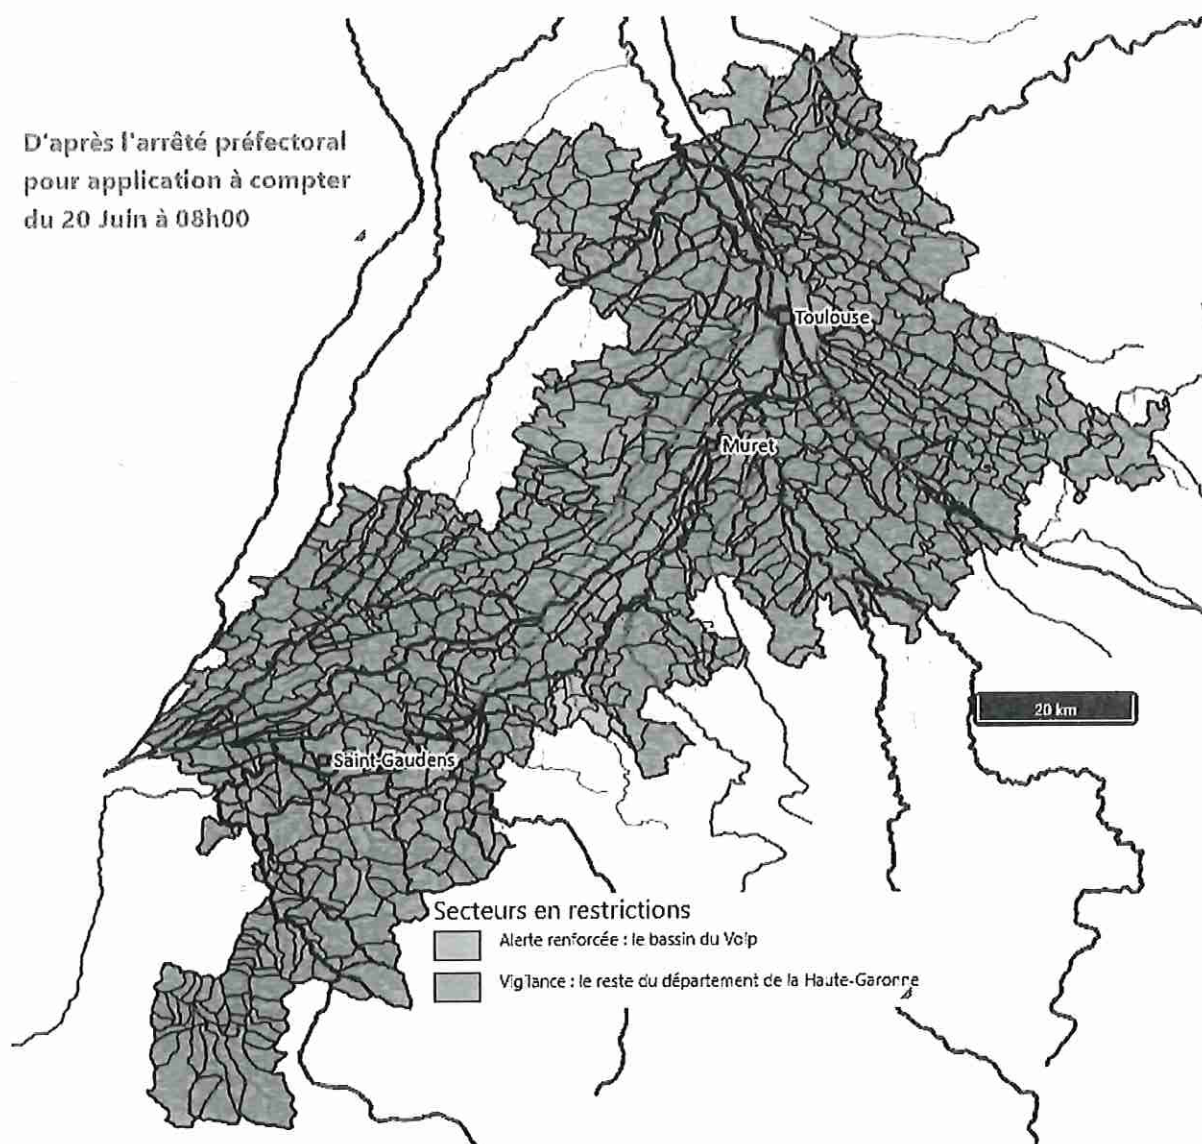 D'après l'arrêté préfectoral
pour application à compter
du 20 Juin à 08h00
Toulouse
Muret
20 km
Saint-Gaudens
Secteurs en restrictions
Alerte renforcée : le bassin du Volp
Vigilance : le reste du département de la Haute-Garonne